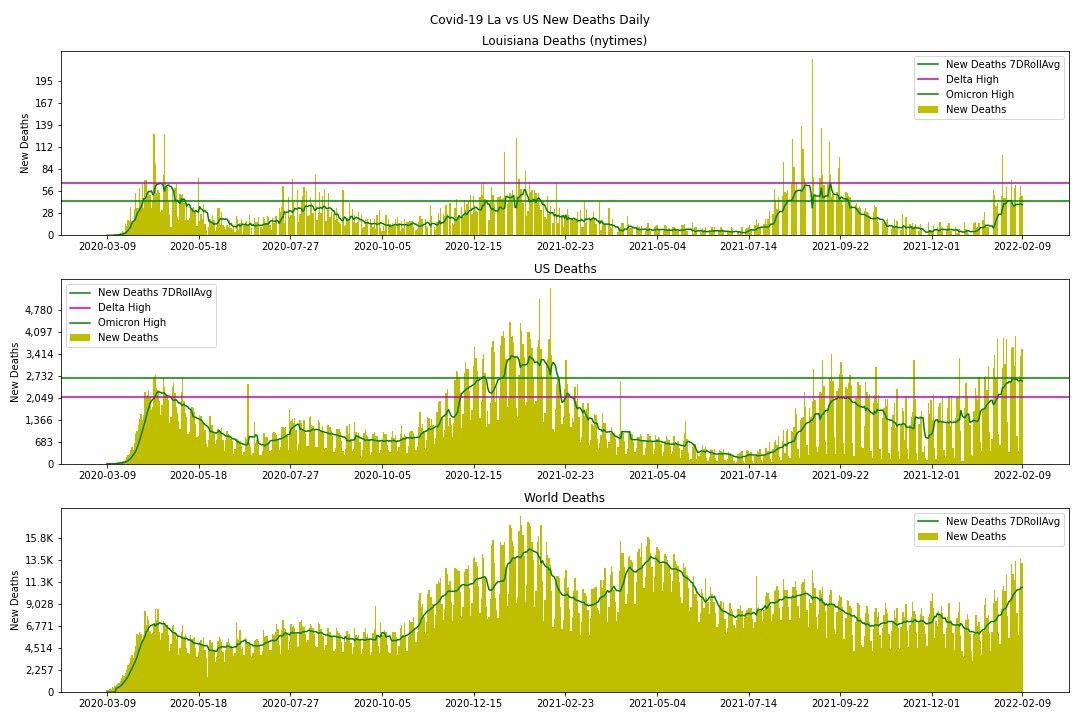 Covid-19 La vs US New Deaths Daily
Louisiana Deaths (nytimes)
New Deaths
195
167
139
112
84
56
28
0
New Deaths 7DRollAvg
Delta High
Omicron High
New Deaths
2020-03-09 2020-05-18 2020-07-27 2020-10-05 2020-12-15 2021-02-23 2021-05-04 2021-07-14 2021-09-22 2021-12-01 2022-02-09
US Deaths
New Deaths
4,780
4,097
3,414
2,732
2,049
1,366
683
0
New Deaths 7DRollAvg
Delta High
Omicron High
New Deaths
2020-03-09 2020-05-18 2020-07-27 2020-10-05 2020-12-15 2021-02-23 2021-05-04 2021-07-14 2021-09-22 2021-12-01 2022-02-09
World Deaths
New Deaths
15.8K
13.5K
11.3K
9,028
6,771
4,514
2,257
0
New Deaths 7DRollAvg
New Deaths
2020-03-09 2020-05-18 2020-07-27 2020-10-05 2020-12-15 2021-02-23 2021-05-04 2021-07-14 2021-09-22 2021-12-01 2022-02-09